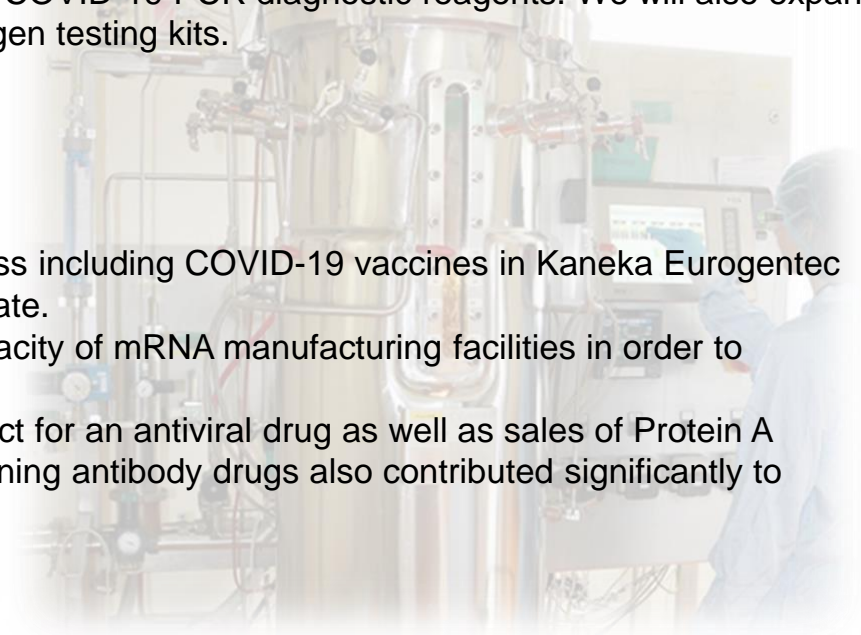 COVID-19 PCR diagnostic reagents. We will also expan
gen testing kits.
ss including COVID-19 vaccines in Kaneka Eurogentec
ate.
acity of mRNA manufacturing facilities in order to
ct for an antiviral drug as well as sales of Protein A
ning antibody drugs also contributed significantly to